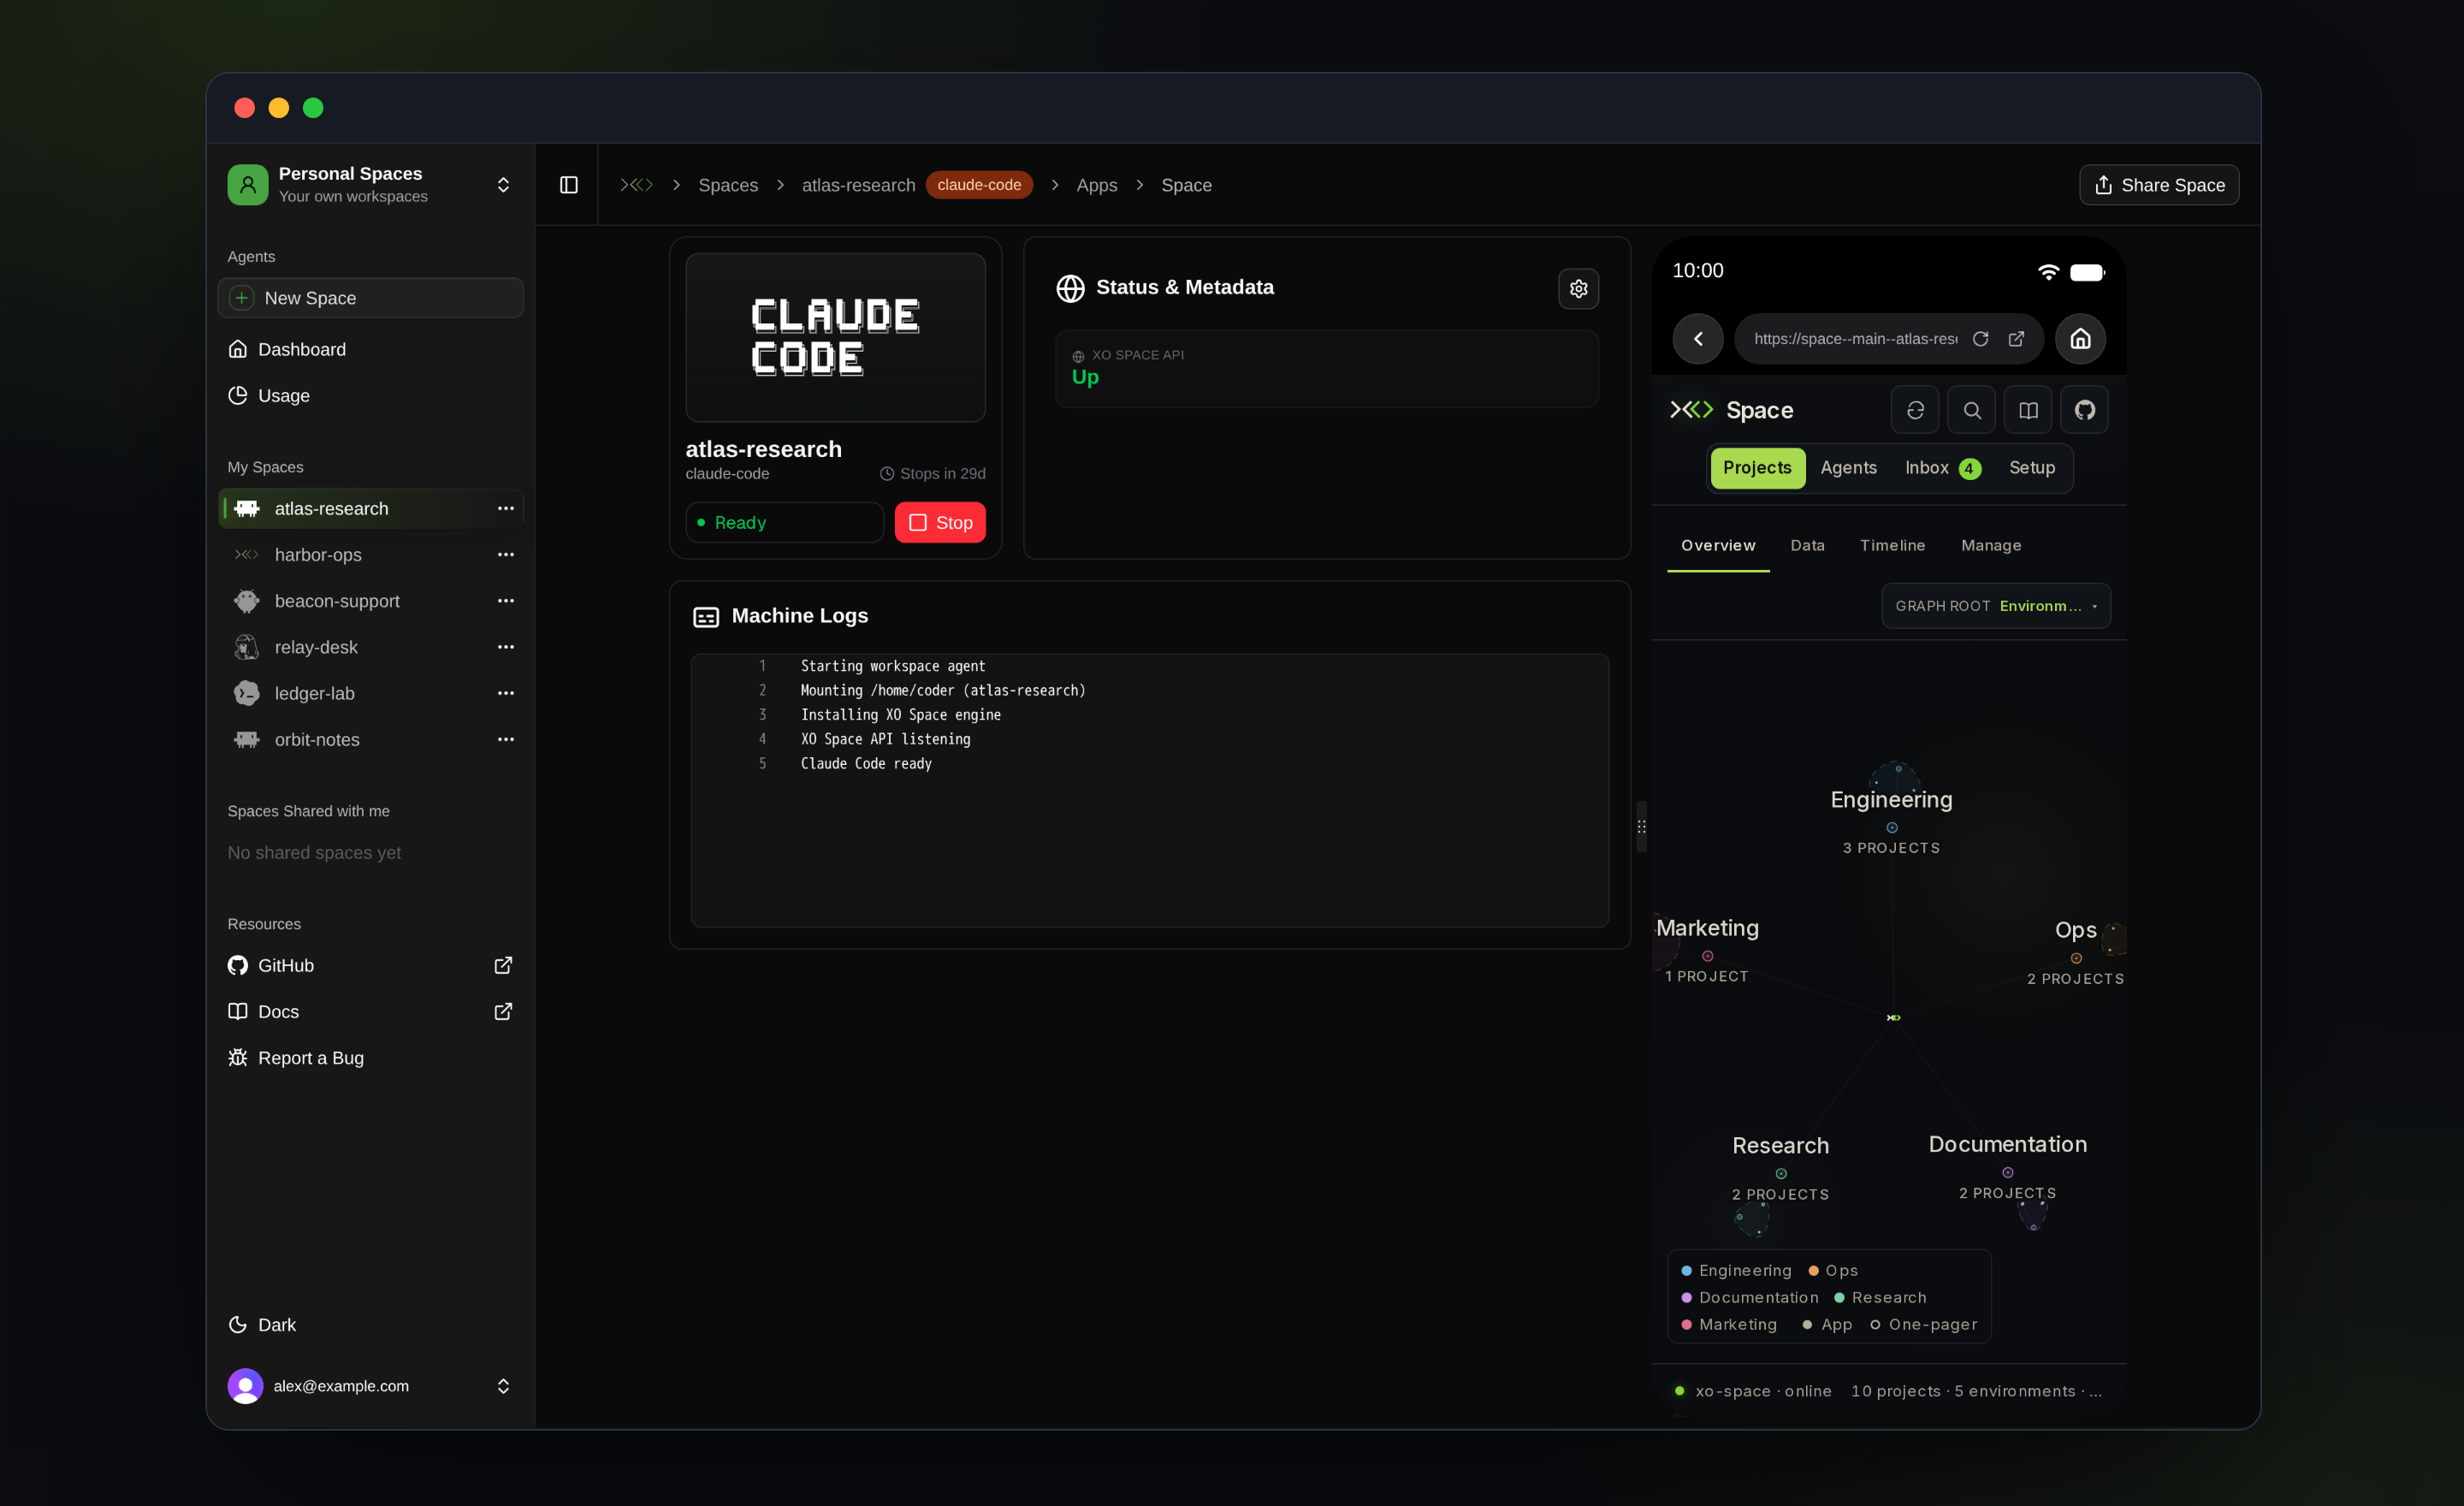 Personal Spaces
Your own workspaces
Agents
New Space
Dashboard
Usage
My Spaces
atlas-research
harbor-ops
beacon-support
relay-desk
ledger-lab
orbit-notes
Spaces Shared with me
No shared spaces yet
Resources
GitHub
Docs
Report a Bug
Dark
alex@example.com
Spaces atlas-research claude-code Apps Space
Share Space
CLAUDE
CODE
atlas-research
claude-code Stops in 29d
Ready Stop
Status & Metadata
XO SPACE API
Up
Machine Logs
1 Starting workspace agent
2 Mounting /home/coder (atlas-research)
3 Installing XO Space engine
4 XO Space API listening
5 Claude Code ready
10:00
https://space--main--atlas-rese
Space
Projects Agents Inbox 4 Setup
Overview Data Timeline Manage
GRAPH ROOT Environm...
Engineering
3 PROJECTS
Marketing
1 PROJECT
Ops
2 PROJECTS
Research
2 PROJECTS
Documentation
2 PROJECTS
Engineering Ops
Documentation Research
Marketing App One-pager
xo-space · online 10 projects · 5 environments · ...